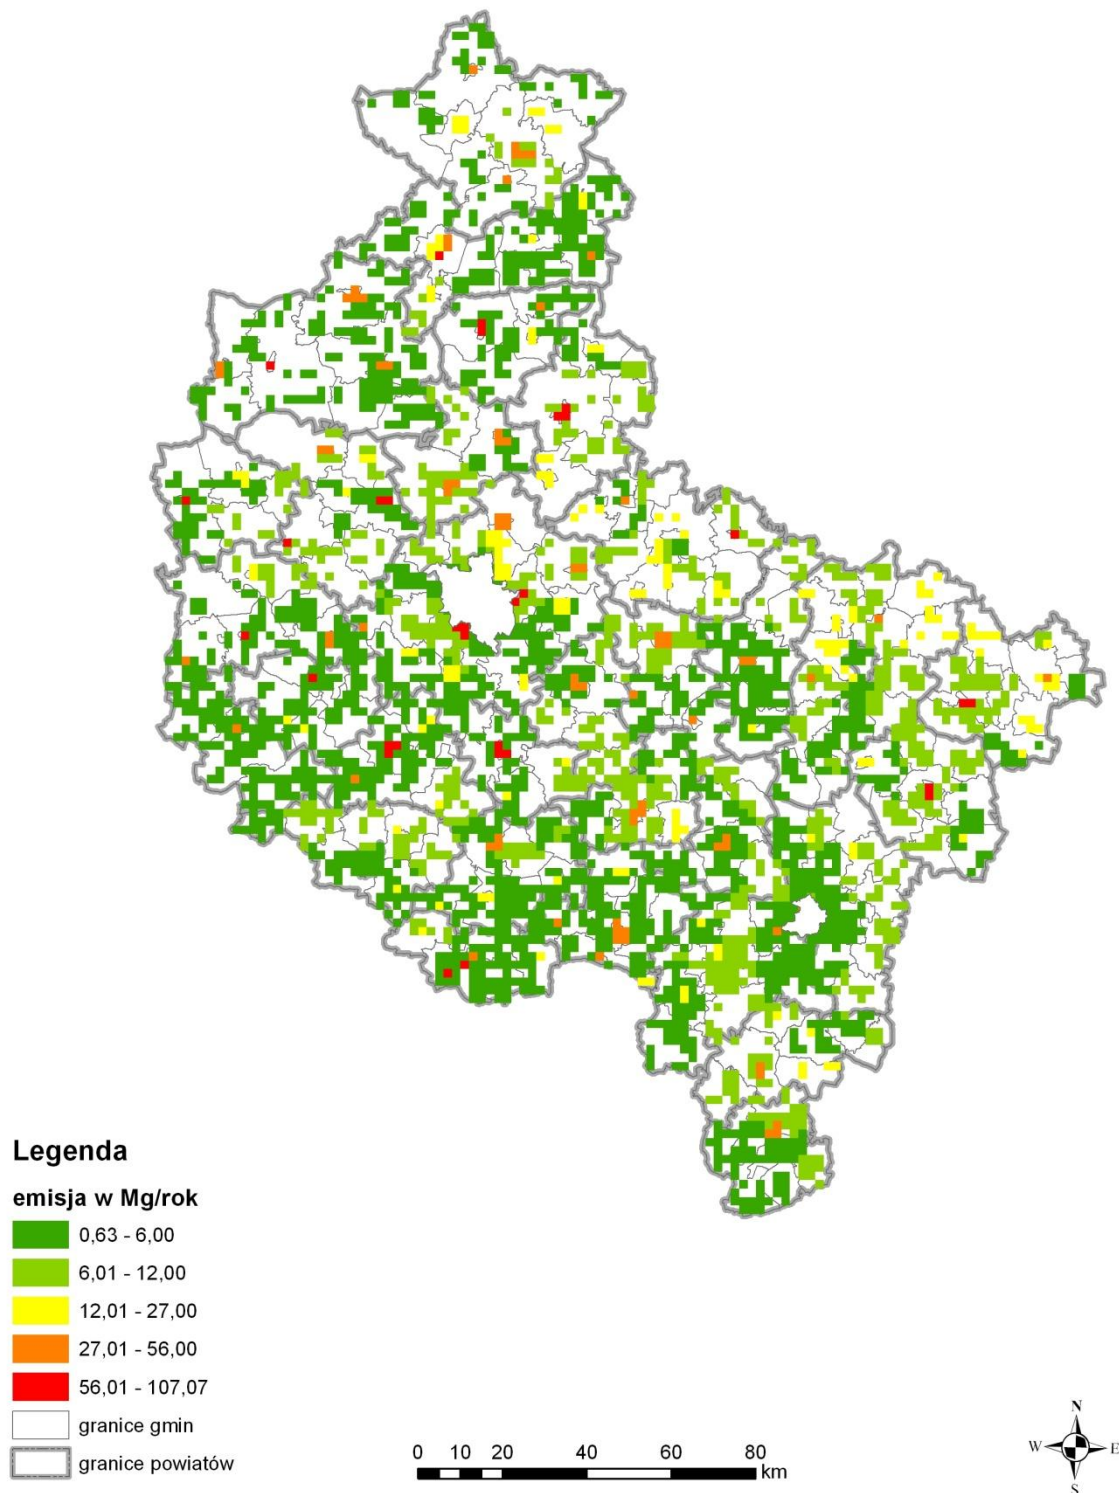 Legenda
emisja w Mg/rok
0,63 - 6,00
6,01 - 12,00
12,01 - 27,00
27,01 - 56,00
56,01 - 107,07
granice gmin
granice powiatów
0 10 20 40 60 80
km
N
W E
S